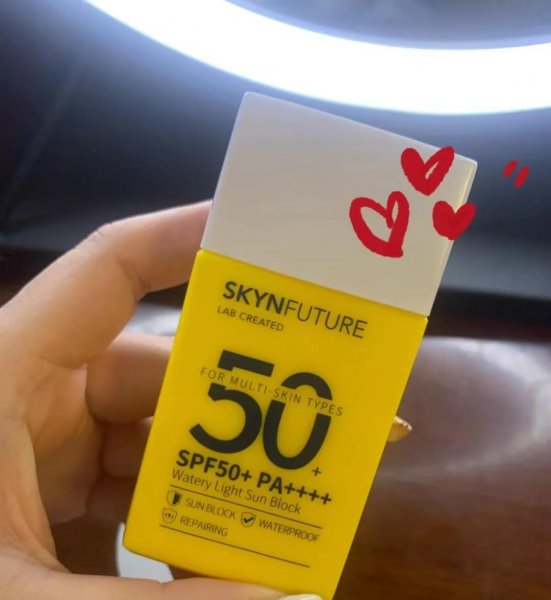 SKYNFUTURE
LAB CREATED
50+
FOR MULTI-SKIN TYPES
SPF50+ PA++++
Watery Light Sun Block
SUN BLOCK WATERPROOF
REPAIRING